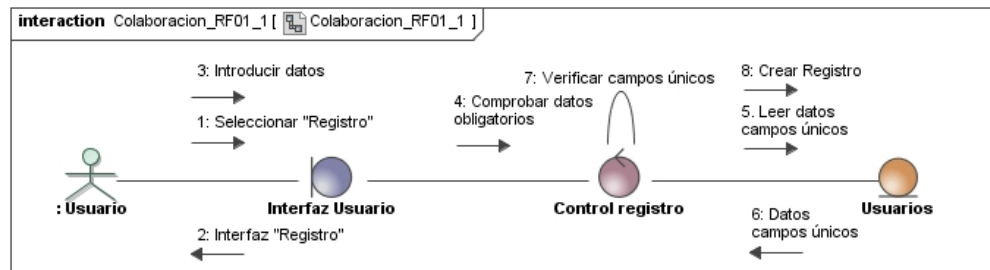 interaction Colaboracion_RF01_1 [ Colaboracion_RF01_1 ]
3: Introducir datos
7: Verificar campos únicos
8: Crear Registro
4: Comprobar datos
obligatorios
1: Seleccionar "Registro"
5. Leer datos
campos únicos
: Usuario
Interfaz Usuario
Control registro
Usuarios
2: Interfaz "Registro"
6: Datos
campos únicos